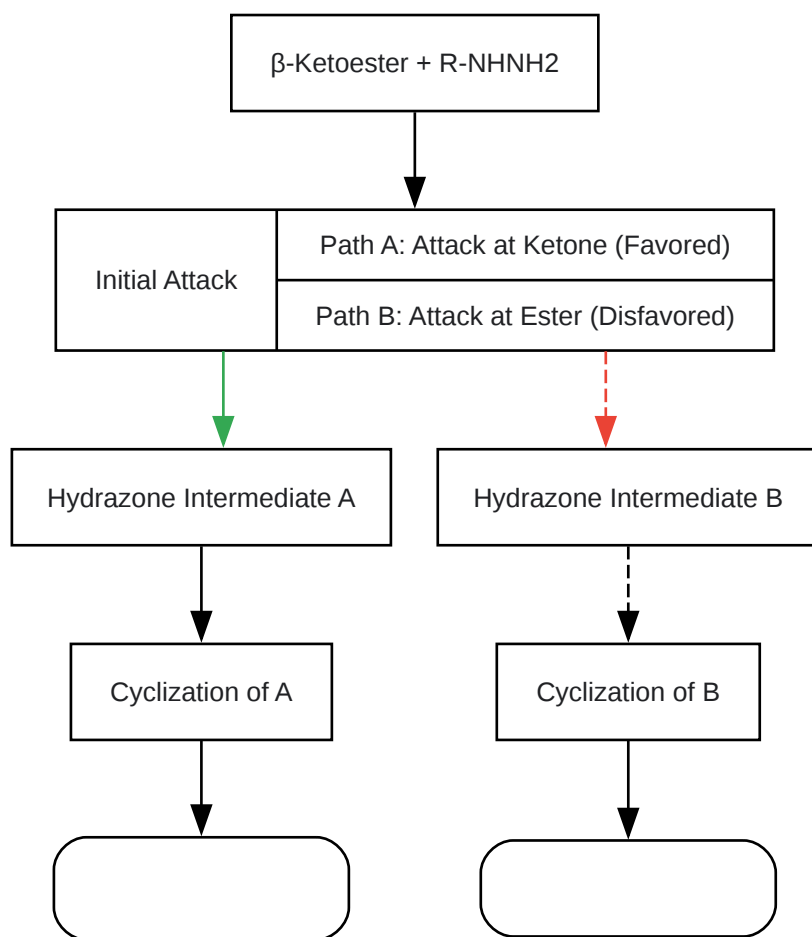 β-Ketoester + R-NHNH2
Initial Attack
Path A: Attack at Ketone (Favored)
Path B: Attack at Ester (Disfavored)
Hydrazone Intermediate A
Hydrazone Intermediate B
Cyclization of A
Cyclization of B